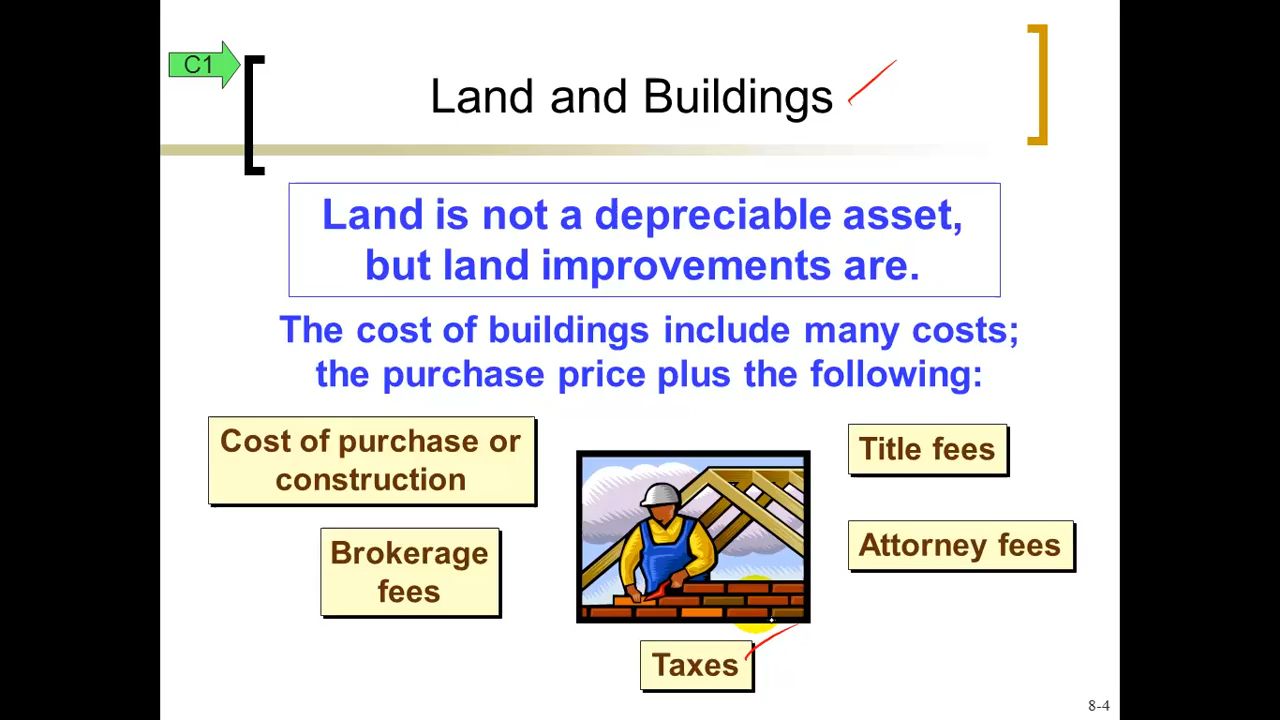 C1
Land and Buildings
Land is not a depreciable asset,
but land improvements are.
The cost of buildings include many costs;
the purchase price plus the following:
Cost of purchase or
construction
Title fees
Brokerage
fees
Attorney fees
Taxes
8-4